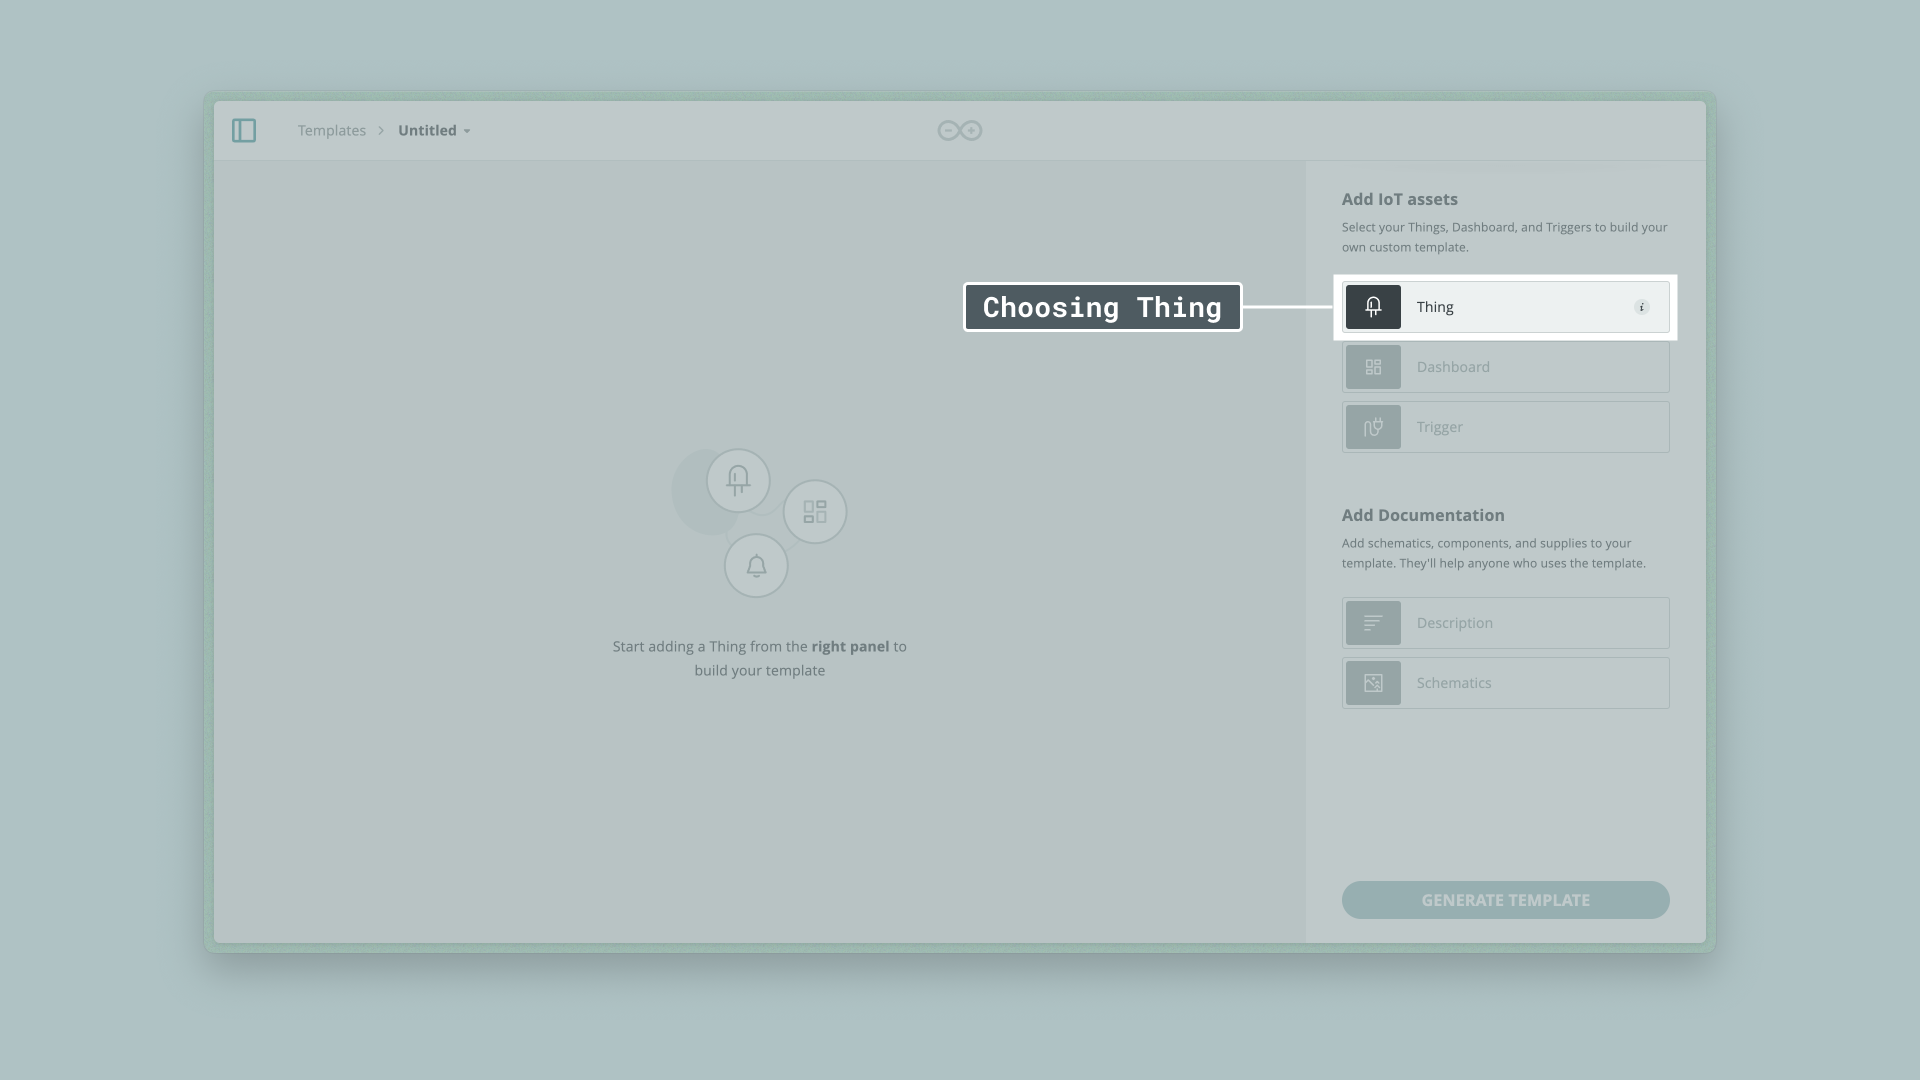 Templates > Untitled
Add IoT assets
Select your Things, Dashboard, and Triggers to build your
own custom template.
Choosing Thing
Thing
i
Dashboard
Trigger
Add Documentation
Add schematics, components, and supplies to your
template. They'll help anyone who uses the template.
Description
Schematics
Start adding a Thing from the right panel to
build your template
GENERATE TEMPLATE